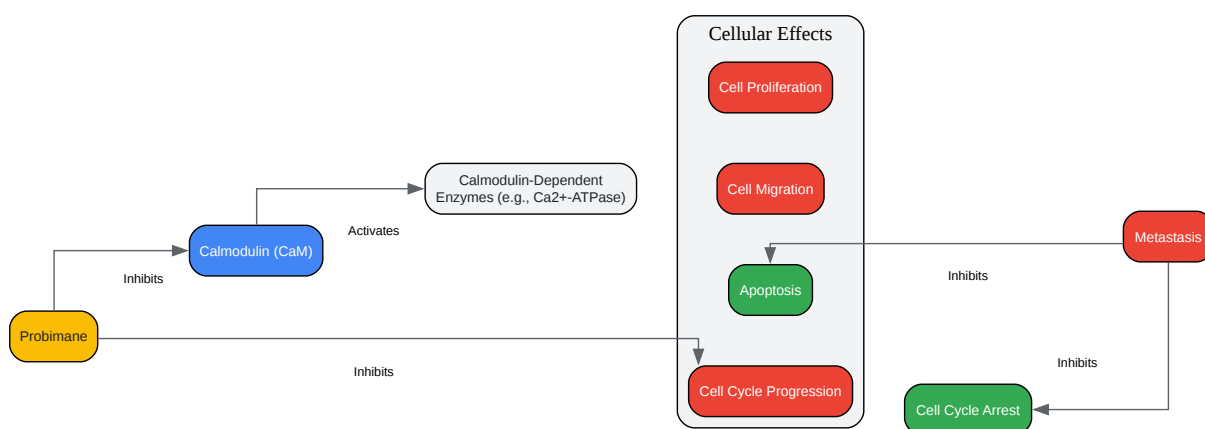 Cellular Effects
Cell Proliferation
Calmodulin-Dependent
Enzymes (e.g., Ca2+-ATPase)
Cell Migration
Activates
Calmodulin (CaM)
Metastasis
Inhibits
Inhibits
Apoptosis
Probimane
Inhibits
Inhibits
Cell Cycle Progression
Cell Cycle Arrest